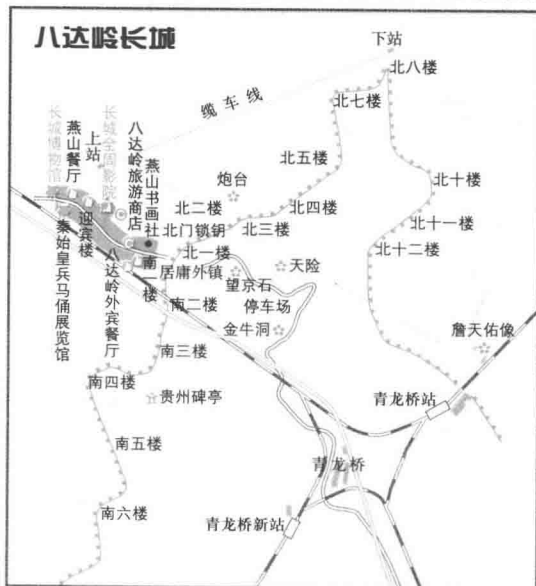 八达岭长城
下站
北八楼
北七楼
缆车线
长城博物馆
燕山餐厅
上站
长城全周影院
八达岭旅游商店
燕山书画社
炮台
北五楼
北十楼
北二楼
北四楼
北门锁钥
北三楼
北十一楼
迎宾楼
秦始皇兵马俑展览馆
八达岭外宾餐厅
南一楼
北一楼
北十二楼
居庸外镇
天险
望京石
南二楼
停车场
金牛洞
詹天佑像
南三楼
南四楼
贵州碑亭
青龙桥站
南五楼
青龙桥
南六楼
青龙桥新站